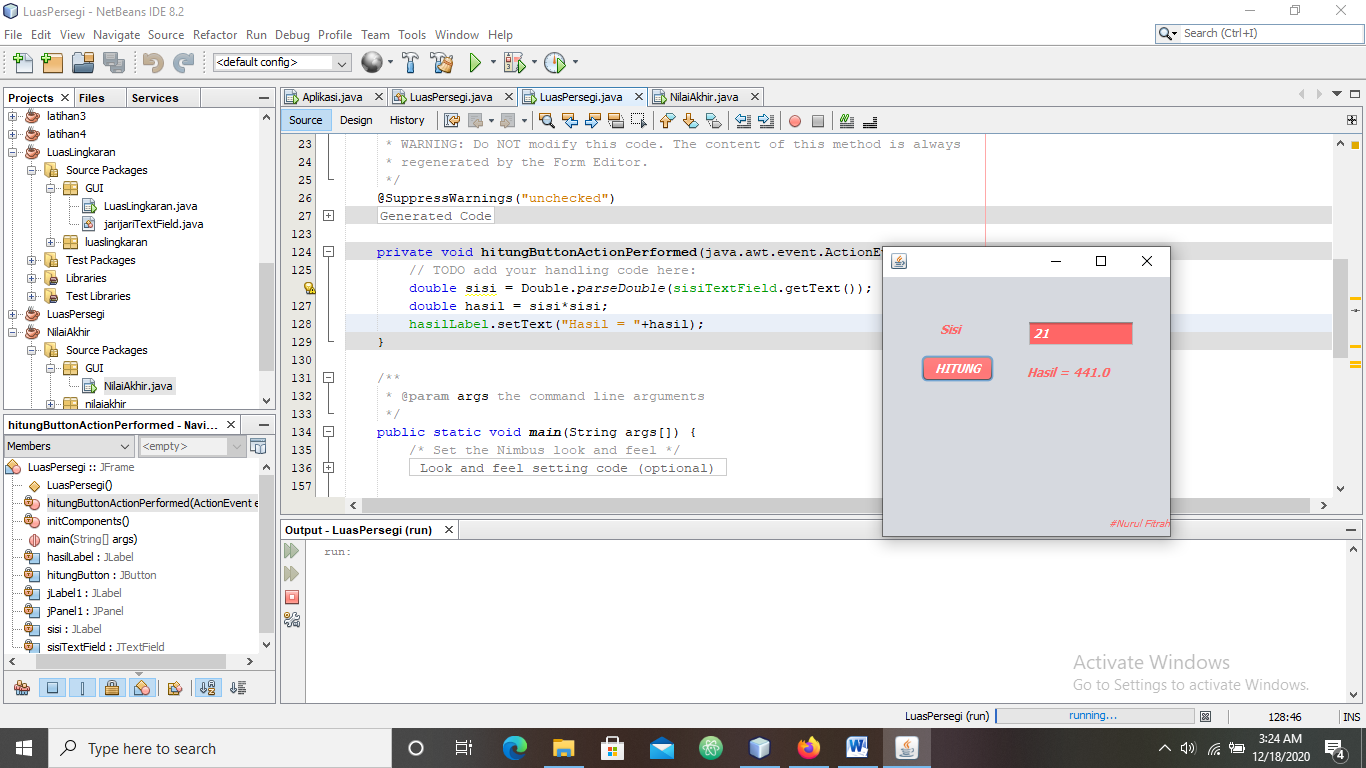 LuasPersegi - NetBeans IDE 8.2
File Edit View Navigate Source Refactor Run Debug Profile Team Tools Window Help
Search (Ctrl+I)
<default config>
Projects Files Services
latihan3
latihan4
LuasLingkaran
Source Packages
GUI
LuasLingkaran.java
jarijariTextField.java
luaslingkaran
Test Packages
Libraries
Test Libraries
LuasPersegi
NilaiAkhir
Source Packages
GUI
NilaiAkhir.java
nilaiakhir
hitungButtonActionPerformed - Navi...
Members <empty>
LuasPersegi :: JFrame
LuasPersegi()
hitungButtonActionPerformed(ActionEvent e
initComponents()
main(String[] args)
hasilLabel : JLabel
hitungButton : JButton
jLabel1 : JLabel
jPanel1 : JPanel
sisi : JLabel
sisiTextField : JTextField
Aplikasi.java LuasPersegi.java LuasPersegi.java NilaiAkhir.java
Source Design History
23 * WARNING: Do NOT modify this code. The content of this method is always
24 * regenerated by the Form Editor.
25 */
26 @SuppressWarnings("unchecked")
27 Generated Code
123
124 private void hitungButtonActionPerformed(java.awt.event.ActionE
125 // TODO add your handling code here:
double sisi = Double.parseDouble(sisiTextField.getText());
127 double hasil = sisi*sisi;
128 hasilLabel.setText("Hasil = "+hasil);
129 }
130
131 /**
132 * @param args the command line arguments
133 */
134 public static void main(String args[]) {
135 /* Set the Nimbus look and feel */
136 Look and feel setting code (optional)
157
Output - LuasPersegi (run)
run:
Sisi 21
HITUNG Hasil = 441.0
#Nurul Fitrah
Activate Windows
Go to Settings to activate Windows.
LuasPersegi (run) running... 128:46 INS
Type here to search
3:24 AM
12/18/2020
4